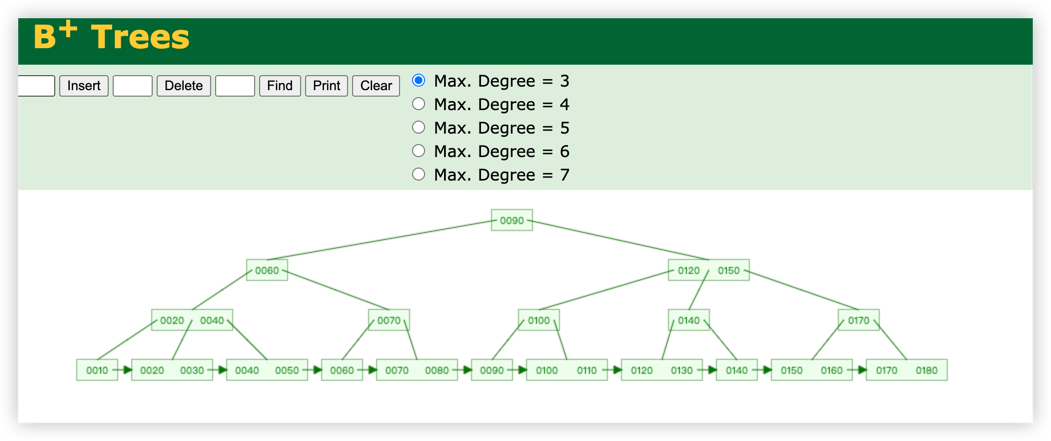 B+ Trees
Insert Delete Find Print Clear
Max. Degree = 3
Max. Degree = 4
Max. Degree = 5
Max. Degree = 6
Max. Degree = 7
0090
0060 0120 0150
0020 0040 0070 0100 0140 0170
0010 0020 0030 0040 0050 0060 0070 0080 0090 0100 0110 0120 0130 0140 0150 0160 0170 0180